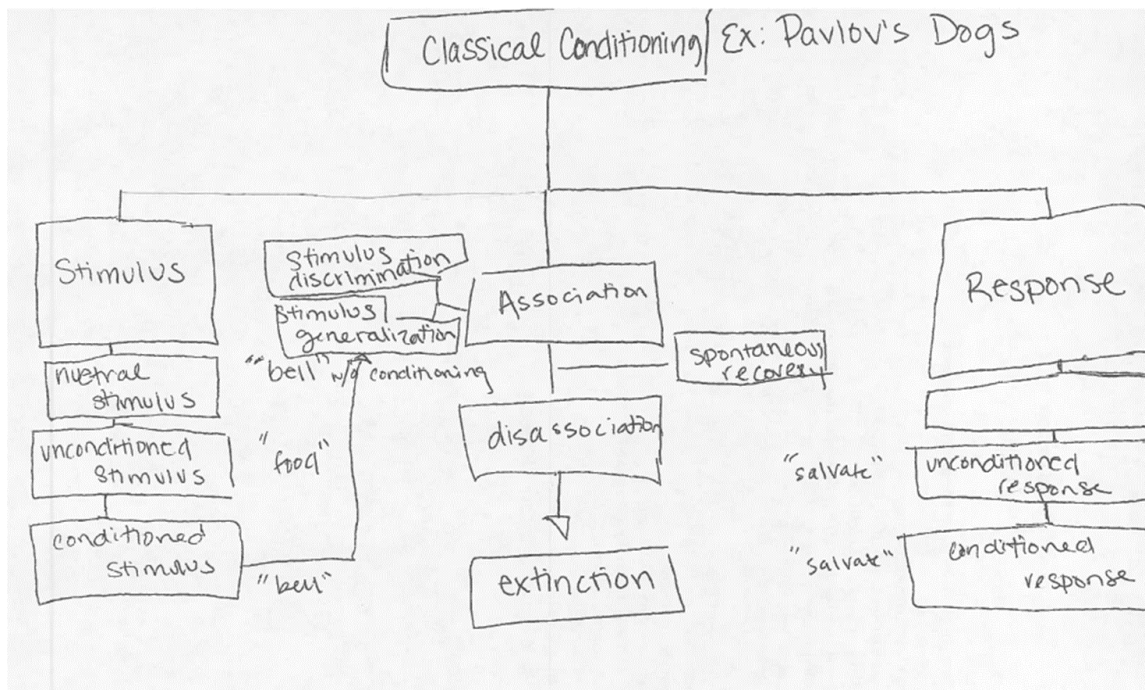 Classical Conditioning Ex: Pavlov's Dogs
Stimulus
nuetral
stimulus
unconditioned
stimulus
conditioned
stimulus
stimulus
discrimination
stimulus
generalization
"bell" w/o conditioning
"food"
"bell"
Association
spontaneous
recovery
disassociation
extinction
Response
"salvate"
unconditioned
response
"salvate"
conditioned
response